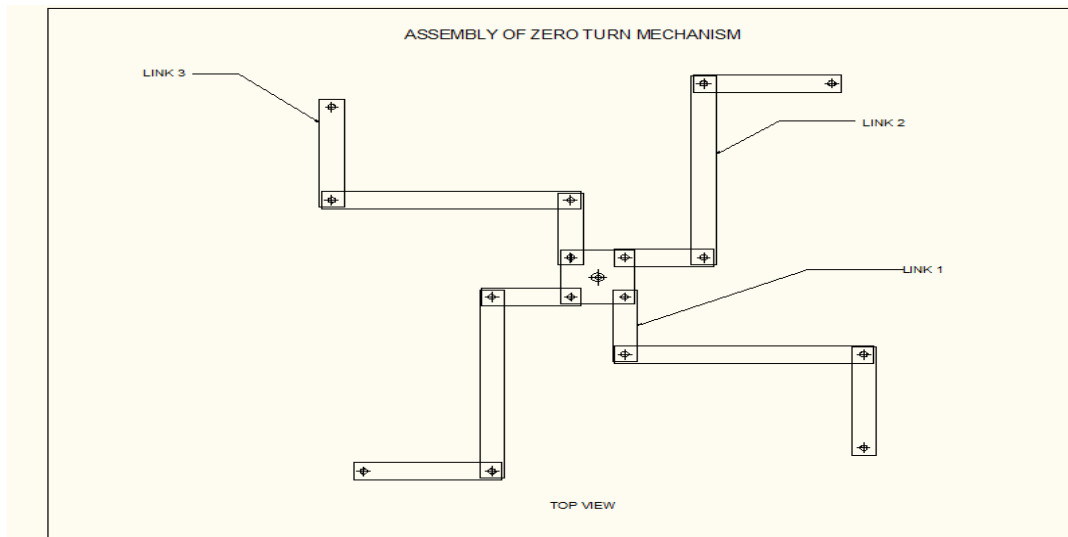 ASSEMBLY OF ZERO TURN MECHANISM
LINK 3
LINK 2
LINK 1
TOP VIEW